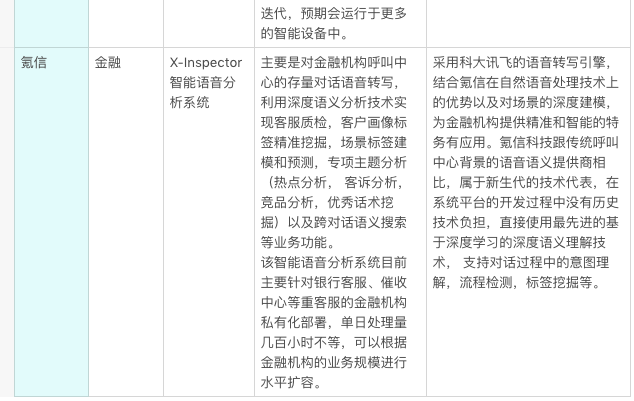 迭代，预期会运行于更多
的智能设备中。
氪信
金融
X-Inspector
智能语音分
析系统
主要是对金融机构呼叫中
心的存量对话语音转写，
利用深度语义分析技术实
现客服质检，客户画像标
签精准挖掘，场景标签建
模和预测，专项主题分析
（热点分析， 客诉分析，
竞品分析，优秀话术挖
掘）以及跨对话语义搜索
等业务功能。
该智能语音分析系统目前
主要针对银行客服、催收
中心等重客服的金融机构
私有化部署，单日处理量
几百小时不等，可以根据
金融机构的业务规模进行
水平扩容。
采用科大讯飞的语音转写引擎，
结合氪信在自然语音处理技术上
的优势以及对场景的深度建模，
为金融机构提供精准和智能的特
务有应用。氪信科技跟传统呼叫
中心背景的语音语义提供商相
比，属于新生代的技术代表，在
系统平台的开发过程中没有历史
技术负担，直接使用最先进的基
于深度学习的深度语义理解技
术， 支持对话过程中的意图理
解，流程检测，标签挖掘等。